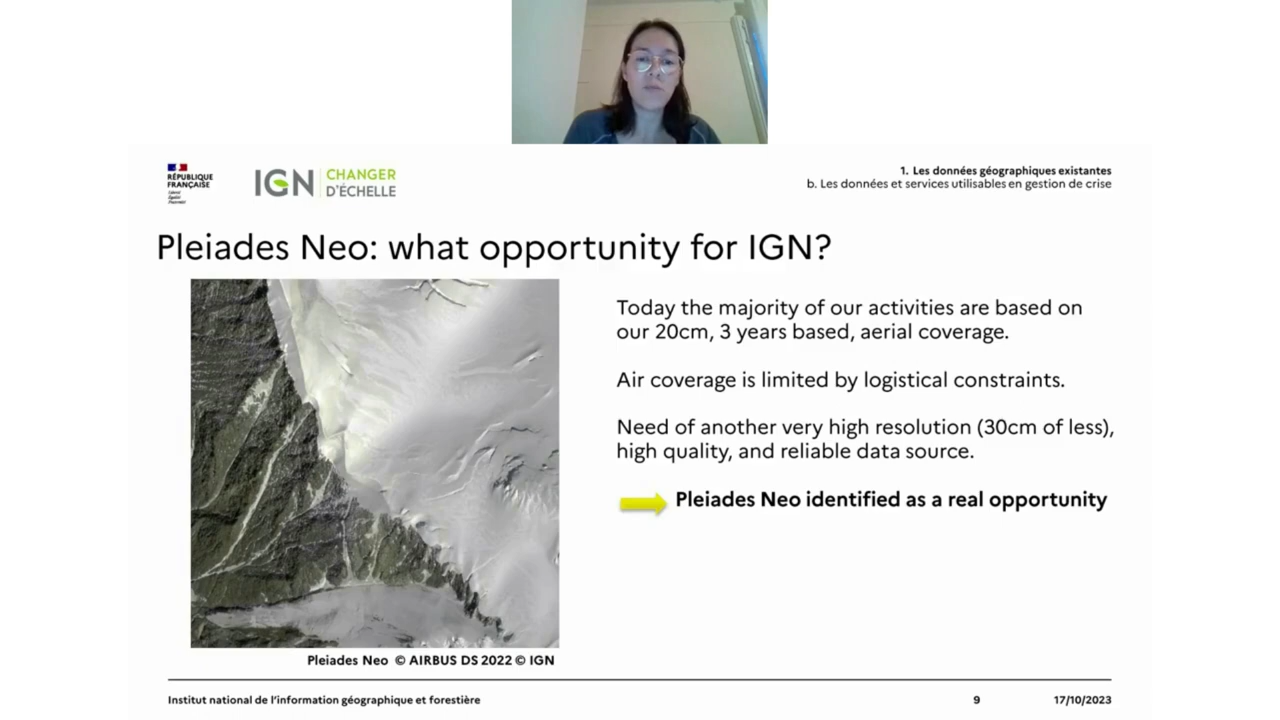 RÉPUBLIQUE
FRANÇAISE
Liberté
Égalité
Fraternité
IGN
CHANGER
D'ÉCHELLE
1. Les données géographiques existantes
b. Les données et services utilisables en gestion de crise
Pleiades Neo: what opportunity for IGN?
Today the majority of our activities are based on
our 20cm, 3 years based, aerial coverage.
Air coverage is limited by logistical constraints.
Need of another very high resolution (30cm of less),
high quality, and reliable data source.
Pleiades Neo identified as a real opportunity
Pleiades Neo © AIRBUS DS 2022 © IGN
Institut national de l'information géographique et forestière
9
17/10/2023